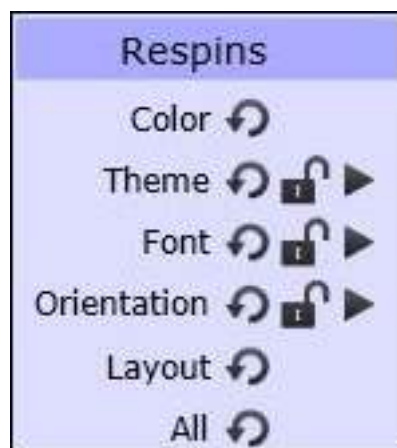 Respins
Color
Theme
Font
Orientation
Layout
All